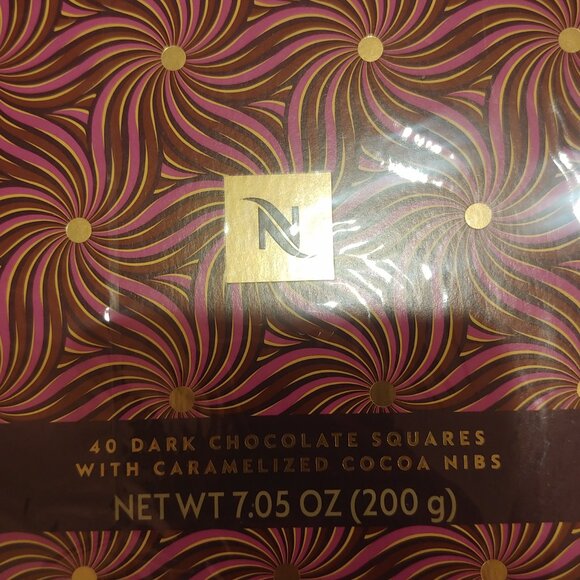 N
40 DARK CHOCOLATE SQUARES
WITH CARAMELIZED COCOA NIBS
NET WT 7.05 OZ (200 g)